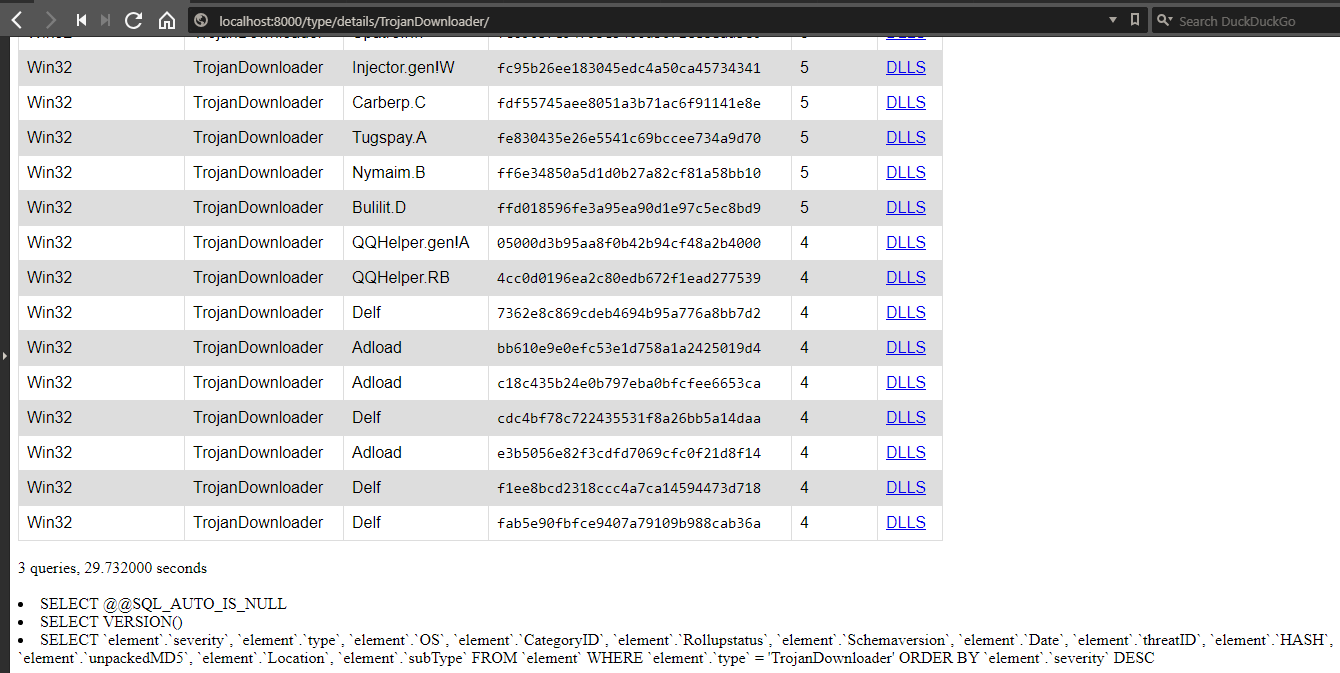 localhost:8000/type/details/TrojanDownloader/ Search DuckDuckGo
Win32 TrojanDownloader Injector.gen!W fc95b26ee183045edc4a50ca45734341 5 DLLS
Win32 TrojanDownloader Carberp.C fdf55745aee8051a3b71ac6f91141e8e 5 DLLS
Win32 TrojanDownloader Tugspay.A fe830435e26e5541c69bccee734a9d70 5 DLLS
Win32 TrojanDownloader Nymaim.B ff6e34850a5d1d0b27a82cf81a58bb10 5 DLLS
Win32 TrojanDownloader Bulilit.D ffd018596fe3a95ea90d1e97c5ec8bd9 5 DLLS
Win32 TrojanDownloader QQHelper.gen!A 05000d3b95aa8f0b42b94cf48a2b4000 4 DLLS
Win32 TrojanDownloader QQHelper.RB 4cc0d0196ea2c80edb672f1ead277539 4 DLLS
Win32 TrojanDownloader Delf 7362e8c869cdeb4694b95a776a8bb7d2 4 DLLS
Win32 TrojanDownloader Adload bb610e9e0efc53e1d758a1a2425019d4 4 DLLS
Win32 TrojanDownloader Adload c18c435b24e0b797eba0bfcfee6653ca 4 DLLS
Win32 TrojanDownloader Delf cdc4bf78c722435531f8a26bb5a14daa 4 DLLS
Win32 TrojanDownloader Adload e3b5056e82f3cdfd7069cfc0f21d8f14 4 DLLS
Win32 TrojanDownloader Delf f1ee8bcd2318ccc4a7ca14594473d718 4 DLLS
Win32 TrojanDownloader Delf fab5e90fbfce9407a79109b988cab36a 4 DLLS
3 queries, 29.732000 seconds
• SELECT @@SQL_AUTO_IS_NULL
• SELECT VERSION()
• SELECT `element`.`severity`, `element`.`type`, `element`.`OS`, `element`.`CategoryID`, `element`.`Rollupstatus`, `element`.`Schemaversion`, `element`.`Date`, `element`.`threatID`, `element`.`HASH`,
`element`.`unpackedMD5`, `element`.`Location`, `element`.`subType` FROM `element` WHERE `element`.`type` = 'TrojanDownloader' ORDER BY `element`.`severity` DESC